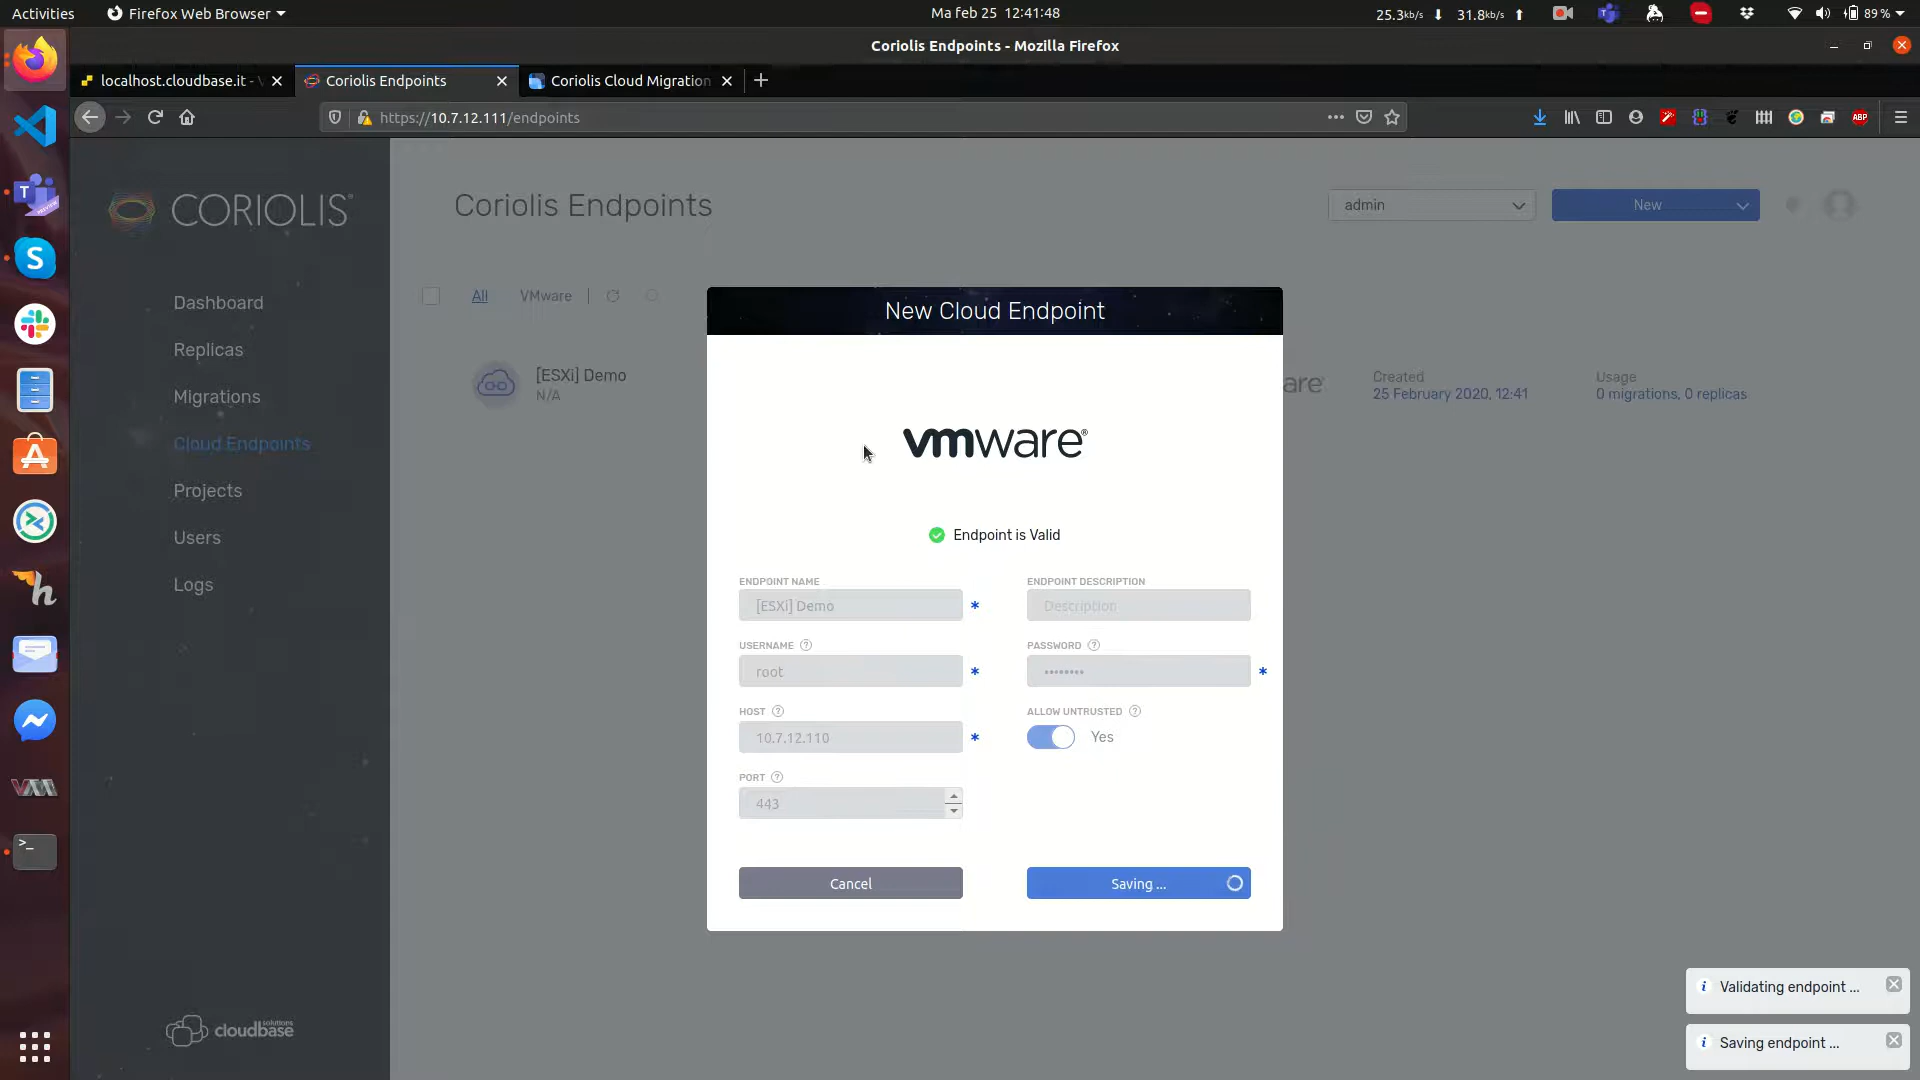 Activities
Firefox Web Browser
Ma feb 25 12:41:48
25.3kb/s
31.8kb/s
89 %
Coriolis Endpoints - Mozilla Firefox
localhost.cloudbase.it -
Coriolis Endpoints
Coriolis Cloud Migration
https://10.7.12.111/endpoints
ABP
CORIOLIS
Coriolis Endpoints
admin
New
Dashboard
Replicas
Migrations
Cloud Endpoints
Projects
Users
Logs
All
VMware
[ESXi] Demo
N/A
are
Created
25 February 2020, 12:41
Usage
0 migrations, 0 replicas
New Cloud Endpoint
vmware®
Endpoint is Valid
ENDPOINT NAME
[ESXi] Demo *
ENDPOINT DESCRIPTION
Description
USERNAME ?
root *
PASSWORD ?
•••••••• *
HOST ?
10.7.12.110 *
ALLOW UNTRUSTED ?
Yes
PORT ?
443
Cancel
Saving ...
Validating endpoint ...
Saving endpoint ...
cloudbase
solutions